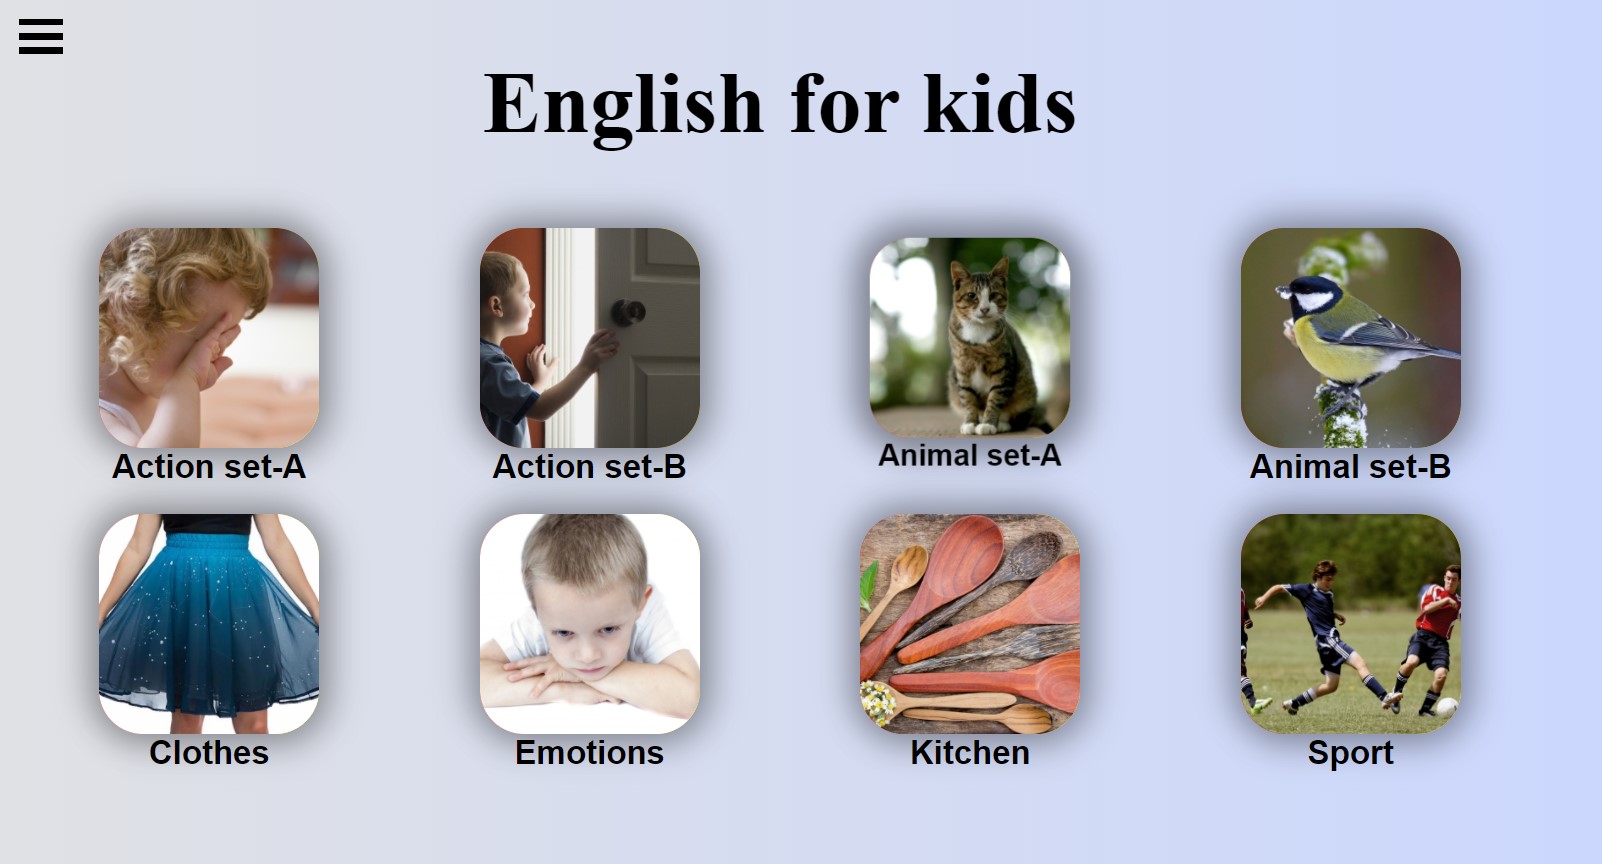 English for kids
Action set-A
Action set-B
Animal set-A
Animal set-B
Clothes
Emotions
Kitchen
Sport